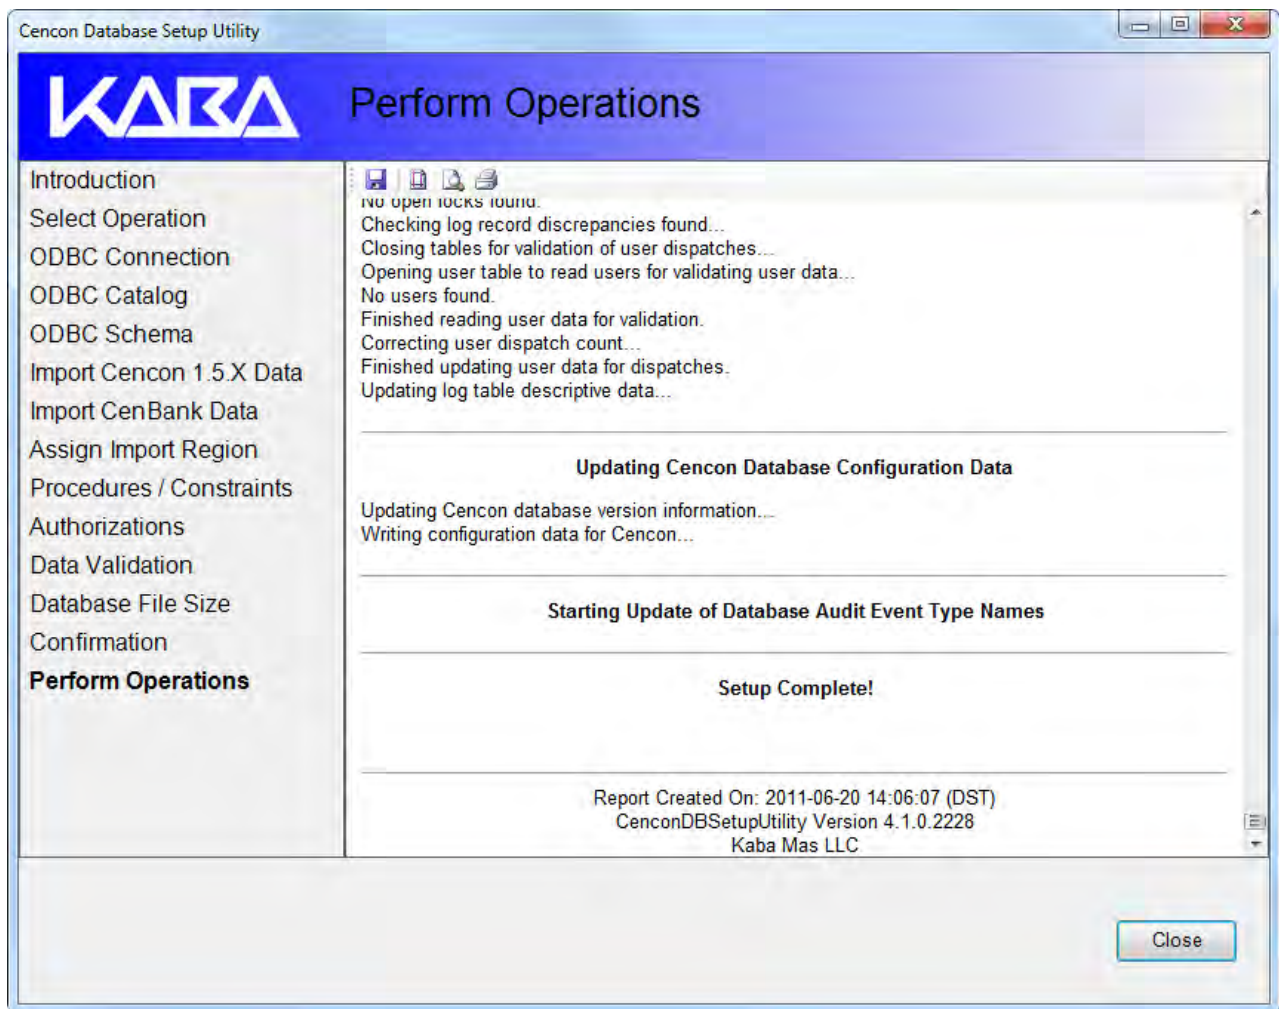 Cencon Database Setup Utility
KABA
Perform Operations
Introduction
Select Operation
ODBC Connection
ODBC Catalog
ODBC Schema
Import Cencon 1.5.X Data
Import CenBank Data
Assign Import Region
Procedures / Constraints
Authorizations
Data Validation
Database File Size
Confirmation
Perform Operations
No open locks found.
Checking log record discrepancies found...
Closing tables for validation of user dispatches...
Opening user table to read users for validating user data...
No users found.
Finished reading user data for validation.
Correcting user dispatch count...
Finished updating user data for dispatches.
Updating log table descriptive data...
Updating Cencon Database Configuration Data
Updating Cencon database version information...
Writing configuration data for Cencon...
Starting Update of Database Audit Event Type Names
Setup Complete!
Report Created On: 2011-06-20 14:06:07 (DST)
CenconDBSetupUtility Version 4.1.0.2228
Kaba Mas LLC
Close